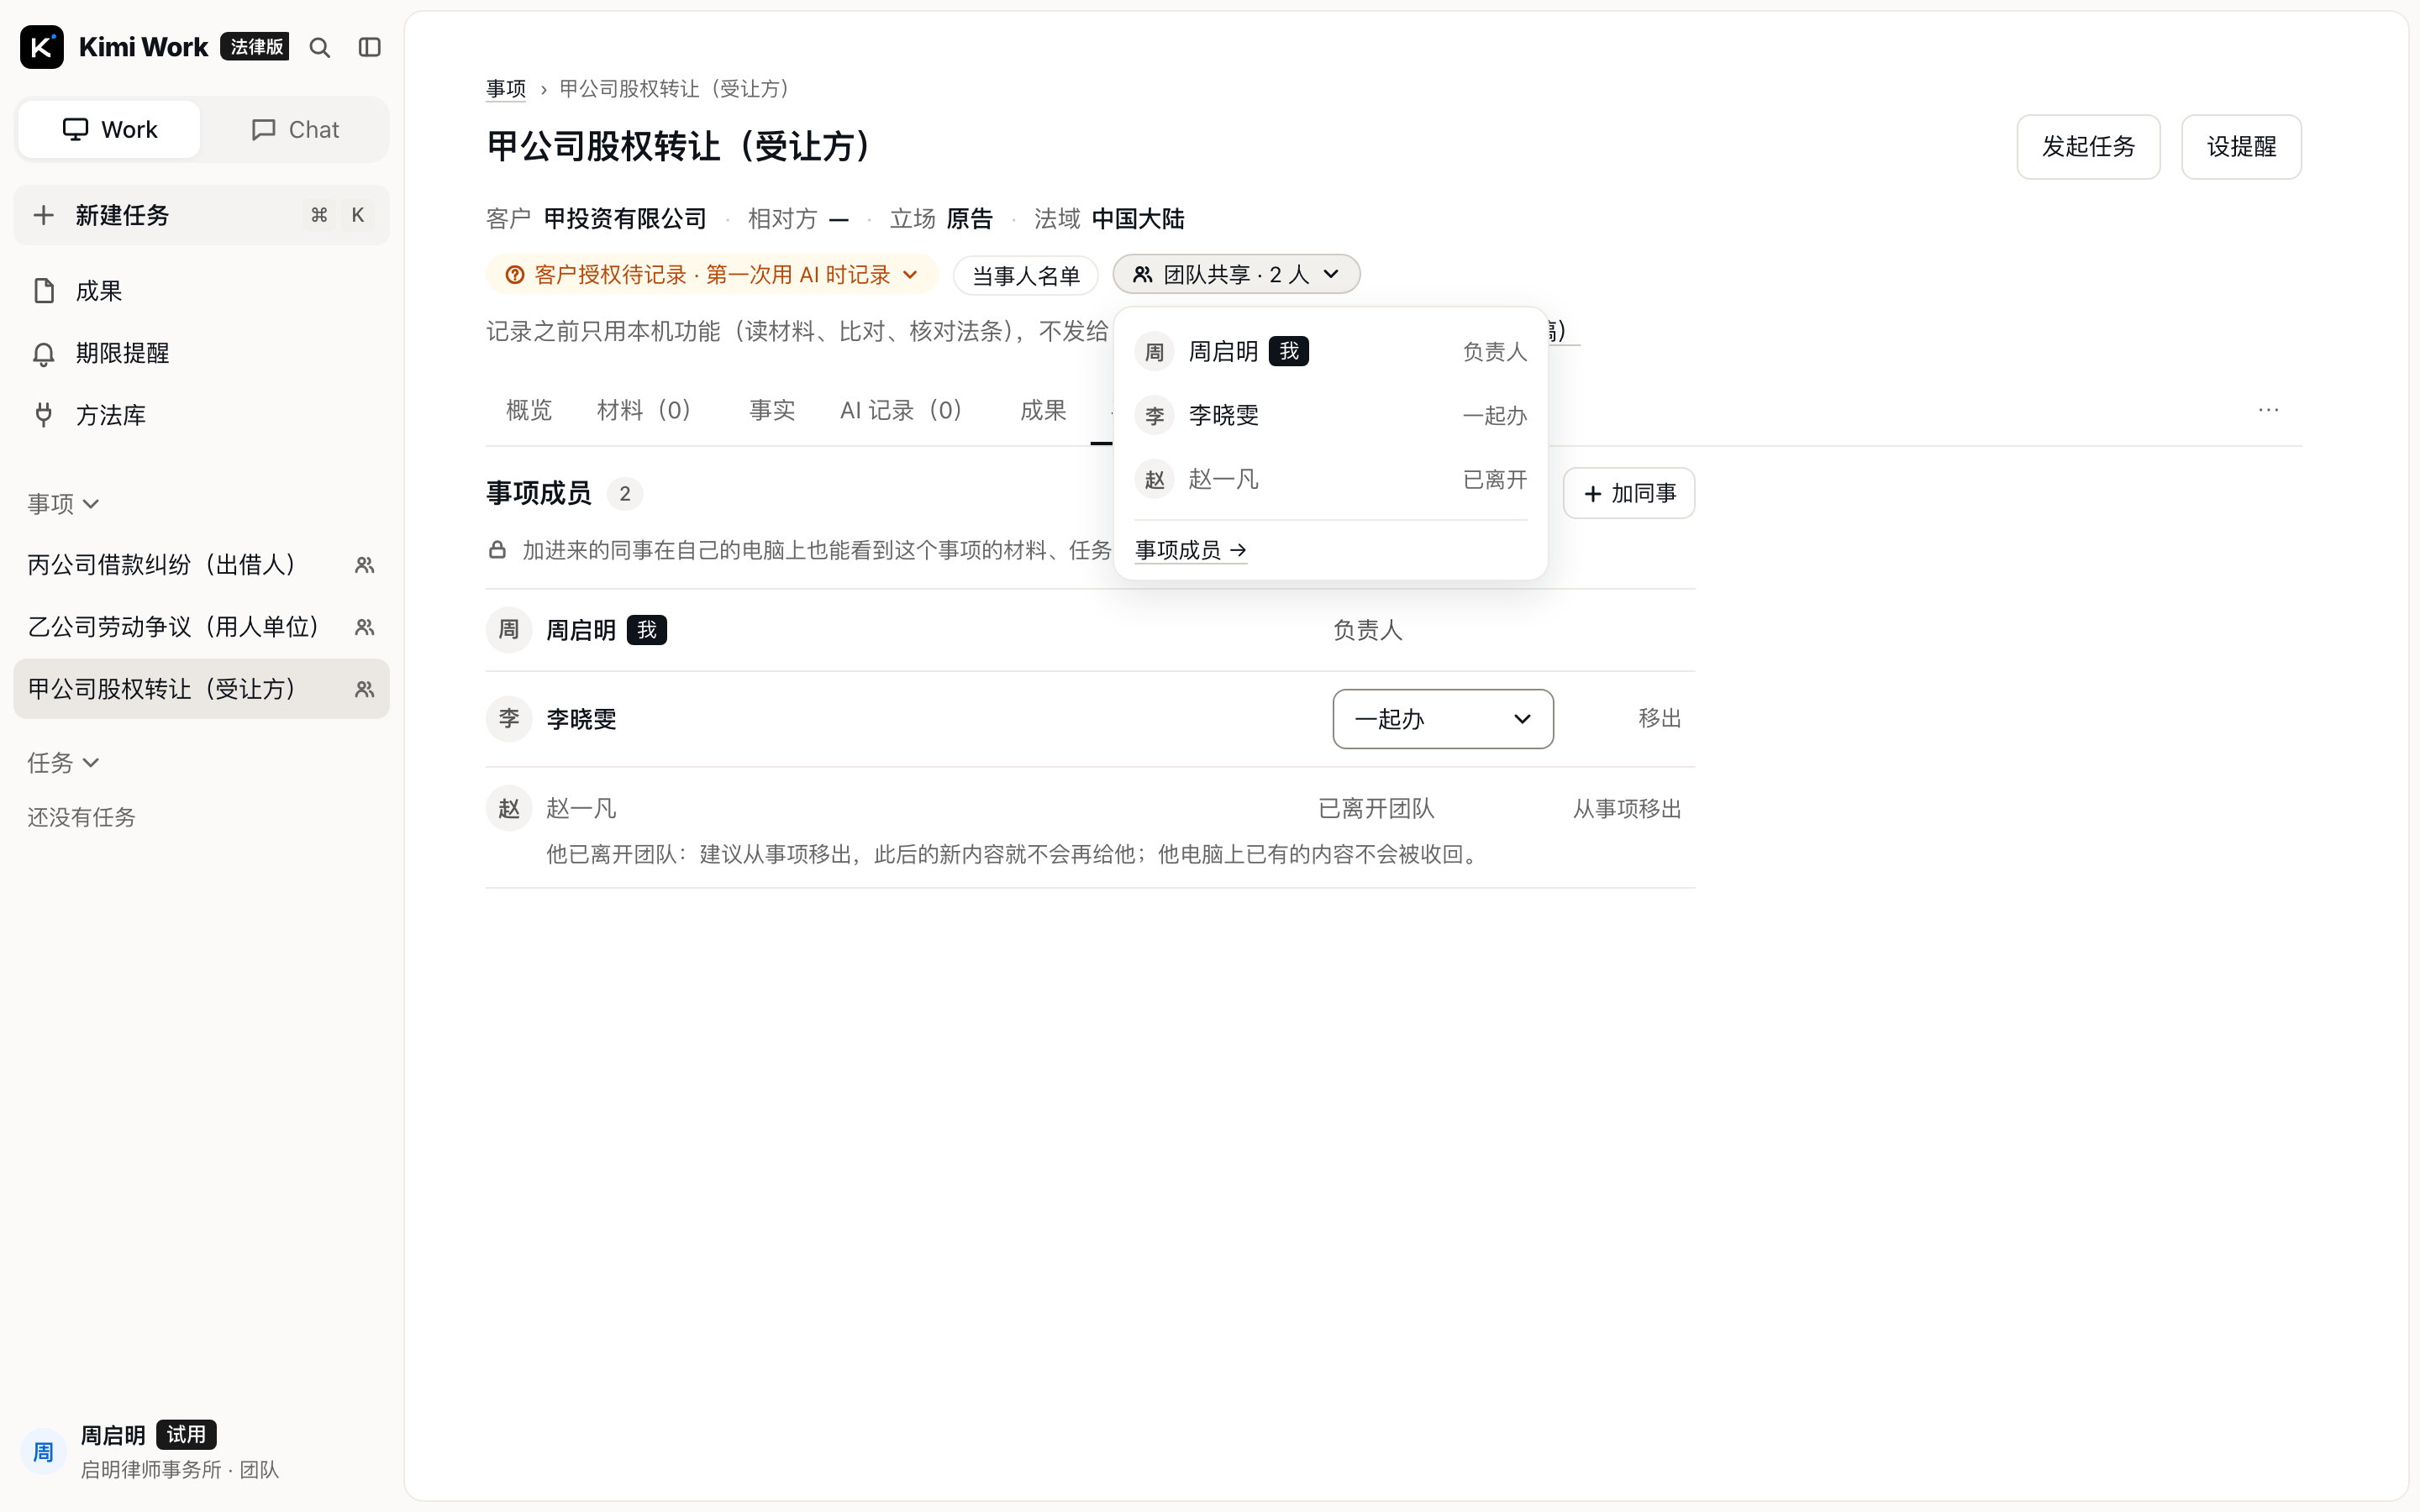 Kimi Work 法律版
Work
Chat
新建任务 ⌘ K
成果
期限提醒
方法库
事项
丙公司借款纠纷（出借人）
乙公司劳动争议（用人单位）
甲公司股权转让（受让方）
任务
还没有任务
周启明 试用
启明律师事务所 · 团队
事项 › 甲公司股权转让（受让方）
甲公司股权转让（受让方）
发起任务
设提醒
客户 甲投资有限公司 · 相对方 — · 立场 原告 · 法域 中国大陆
客户授权待记录 · 第一次用 AI 时记录
当事人名单
团队共享 · 2 人
记录之前只用本机功能（读材料、比对、核对法条），不发给
周 周启明 我 负责人
李 李晓雯 一起办
赵 赵一凡 已离开
事项成员 →
概览
材料（0）
事实
AI 记录（0）
成果
···
事项成员 2
+ 加同事
加进来的同事在自己的电脑上也能看到这个事项的材料、任务
周 周启明 我 负责人
李 李晓雯 一起办 移出
赵 赵一凡 已离开团队 从事项移出
他已离开团队：建议从事项移出，此后的新内容就不会再给他；他电脑上已有的内容不会被收回。